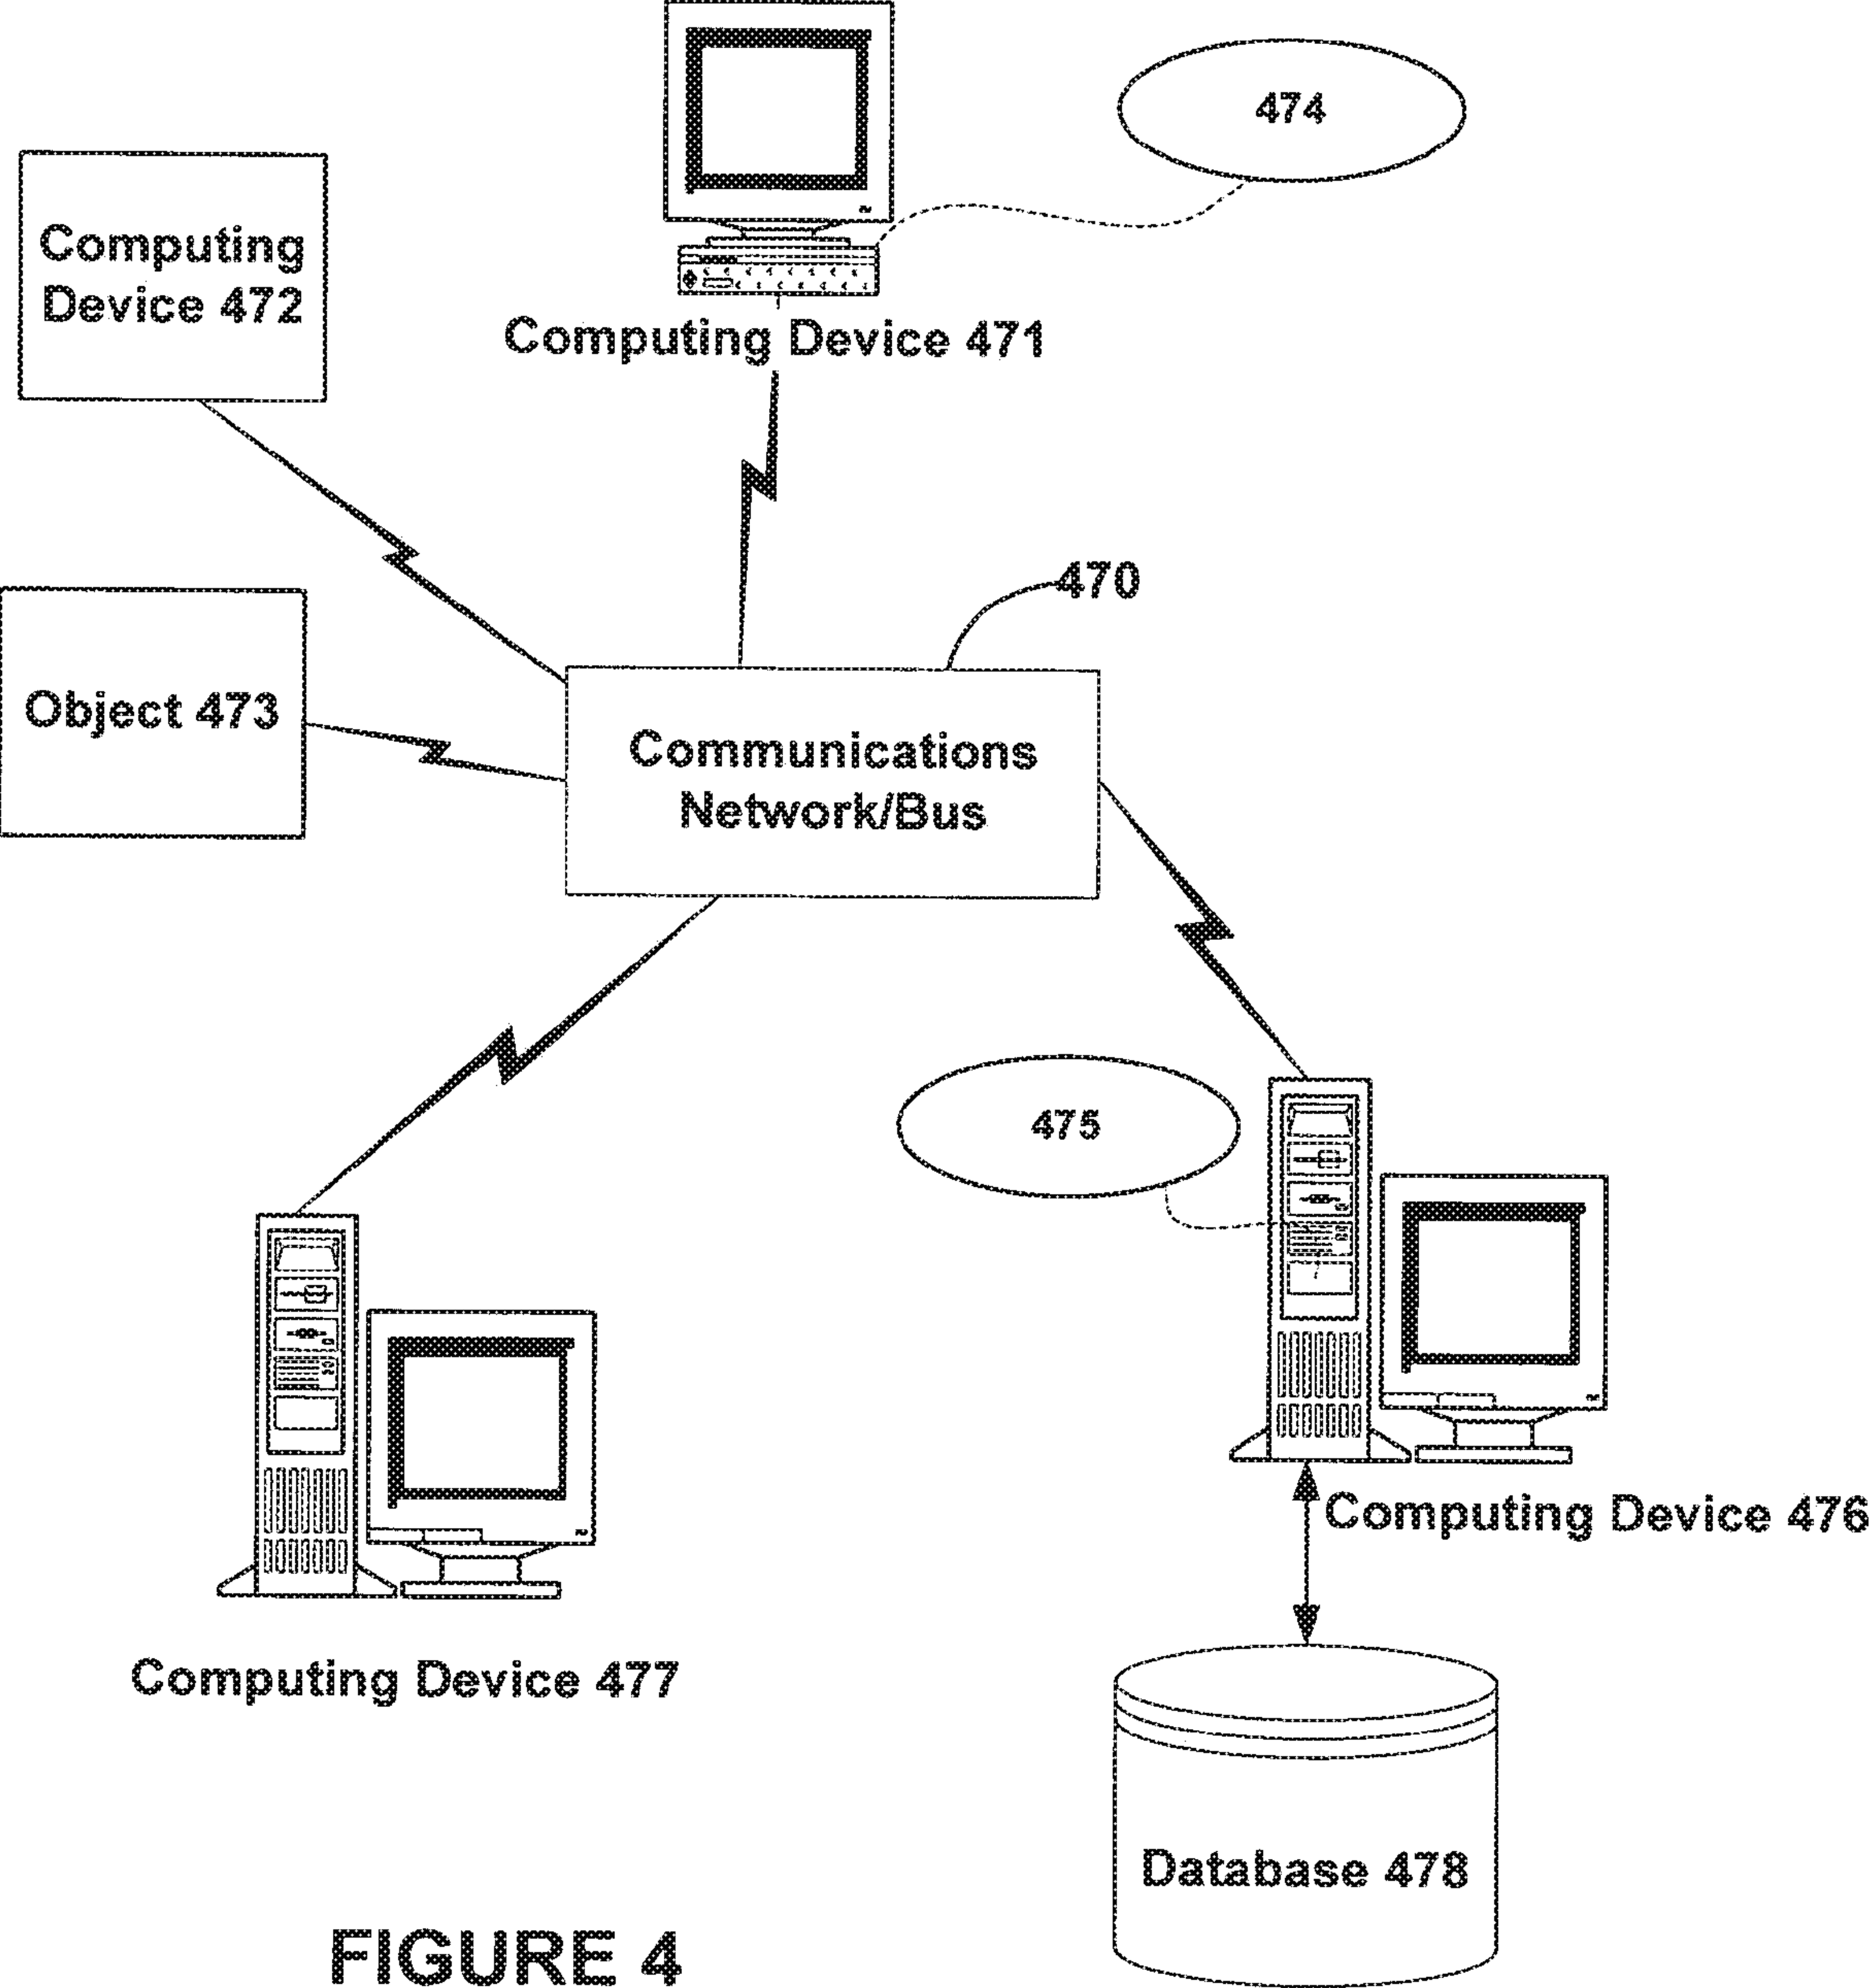 474
Computing
Device 472
Computing Device 471
470
Object 473
Communications
Network/Bus
475
Computing Device 476
Computing Device 477
Database 478
FIGURE 4